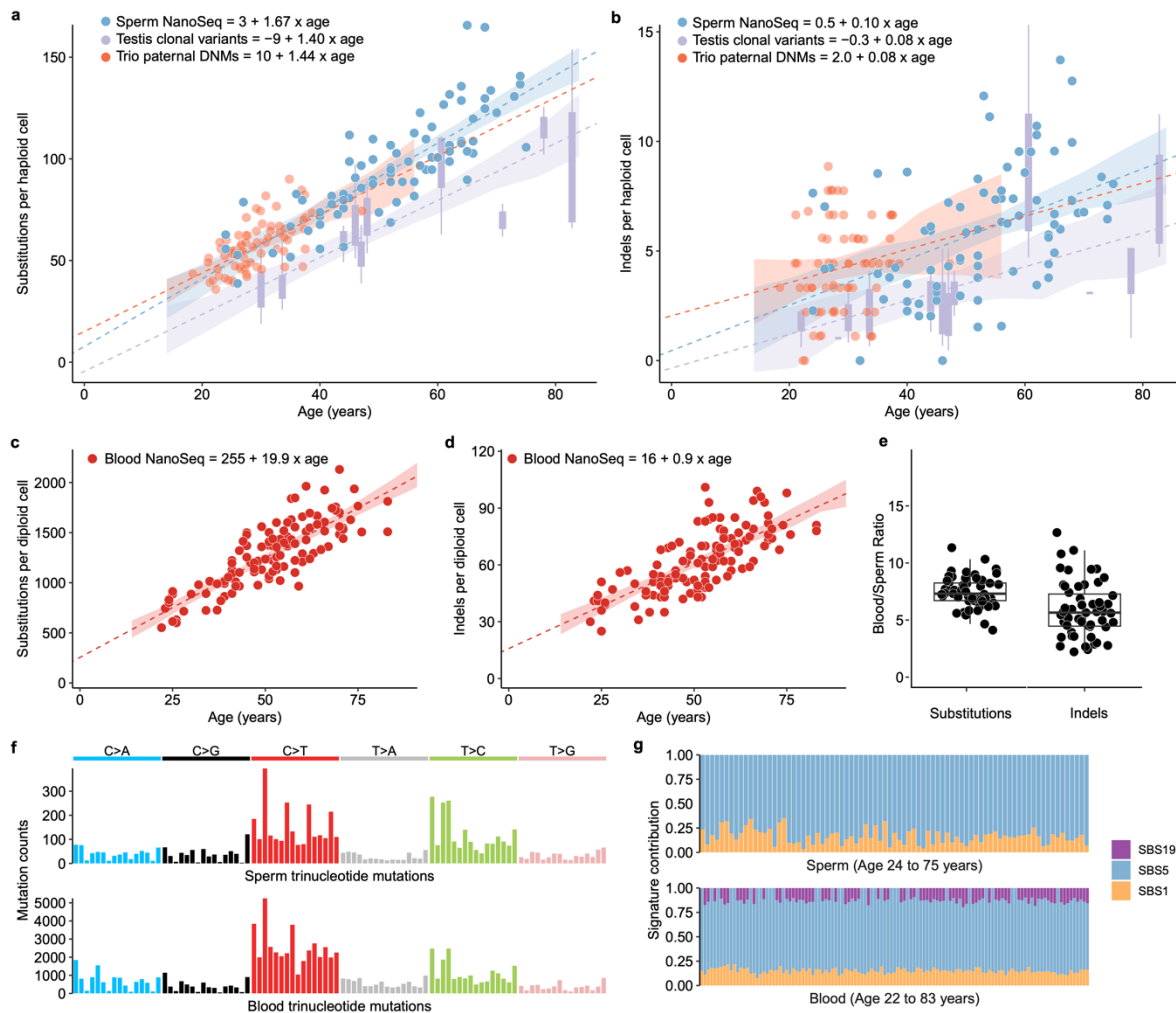 a
Sperm NanoSeq = 3 + 1.67 x age
Testis clonal variants = −9 + 1.40 x age
Trio paternal DNMs = 10 + 1.44 x age
Substitutions per haploid cell
150
100
50
0
0 20 40 60 80
Age (years)
b
Sperm NanoSeq = 0.5 + 0.10 x age
Testis clonal variants = −0.3 + 0.08 x age
Trio paternal DNMs = 2.0 + 0.08 x age
Indels per haploid cell
15
10
5
0
0 20 40 60 80
Age (years)
c
Blood NanoSeq = 255 + 19.9 x age
Substitutions per diploid cell
2000
1500
1000
500
0
0 25 50 75
Age (years)
d
Blood NanoSeq = 16 + 0.9 x age
Indels per diploid cell
120
90
60
30
0
0 25 50 75
Age (years)
e
Blood/Sperm Ratio
15
10
5
0
Substitutions Indels
f
C>A C>G C>T T>A T>C T>G
Mutation counts
300
200
100
0
Sperm trinucleotide mutations
5000
4000
3000
2000
1000
0
Blood trinucleotide mutations
g
Signature contribution
1.00
0.75
0.50
0.25
0.00
Sperm (Age 24 to 75 years)
1.00
0.75
0.50
0.25
0.00
Blood (Age 22 to 83 years)
SBS19
SBS5
SBS1